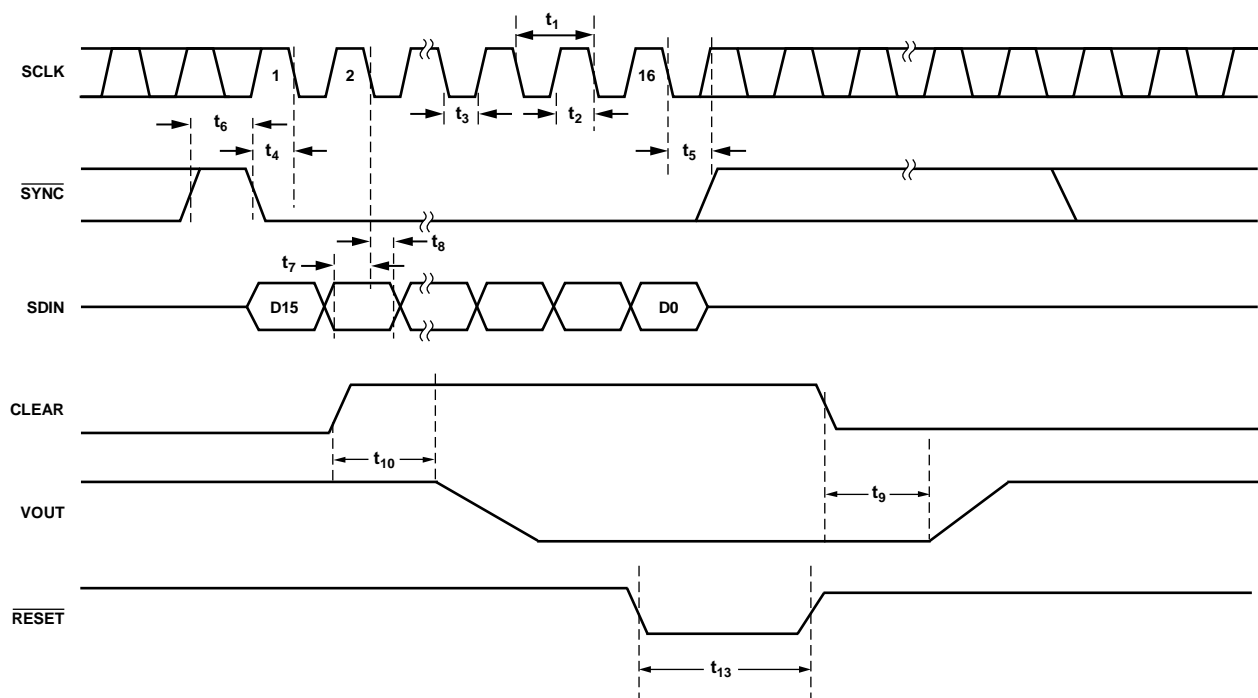 t1
SCLK
1
2
16
t3
t2
t6
t4
t5
SYNC
t8
t7
SDIN
D15
D0
CLEAR
t10
t9
VOUT
RESET
t13